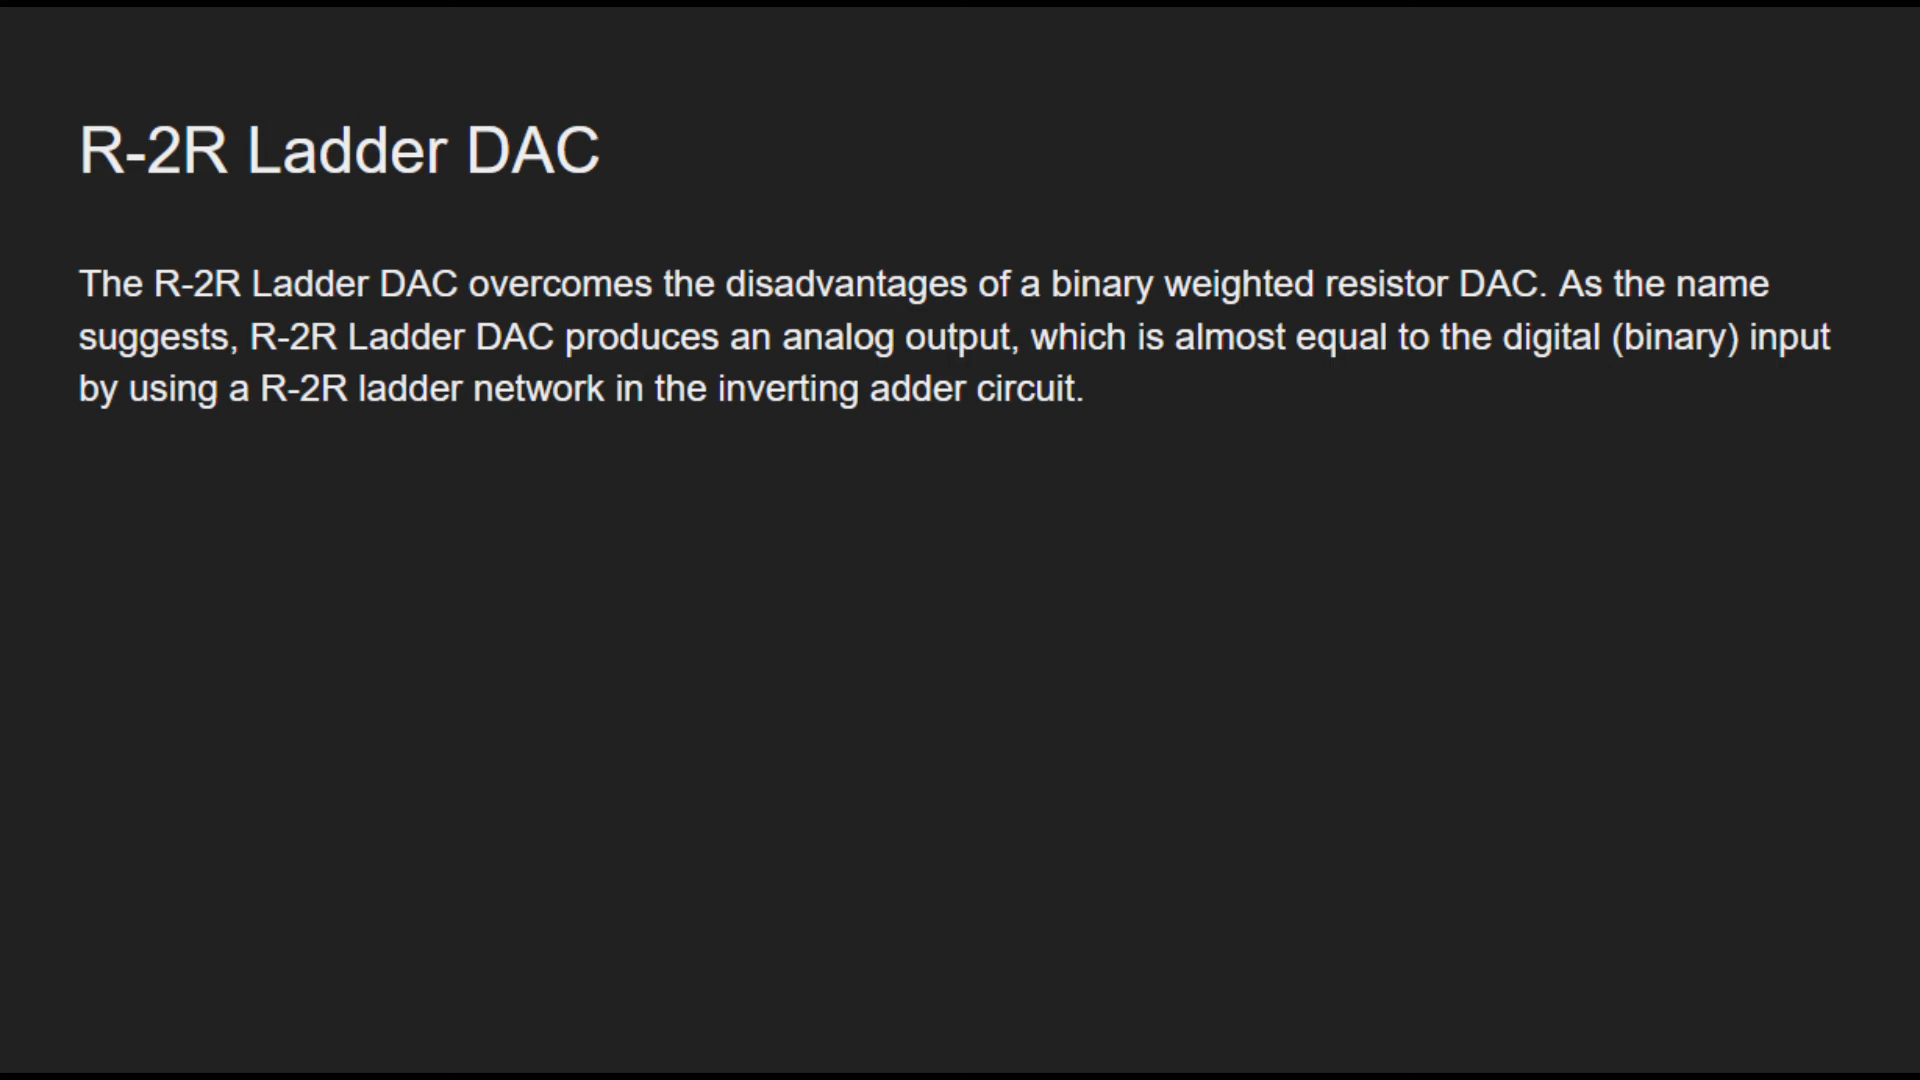 R-2R Ladder DAC
The R-2R Ladder DAC overcomes the disadvantages of a binary weighted resistor DAC. As the name
suggests, R-2R Ladder DAC produces an analog output, which is almost equal to the digital (binary) input
by using a R-2R ladder network in the inverting adder circuit.